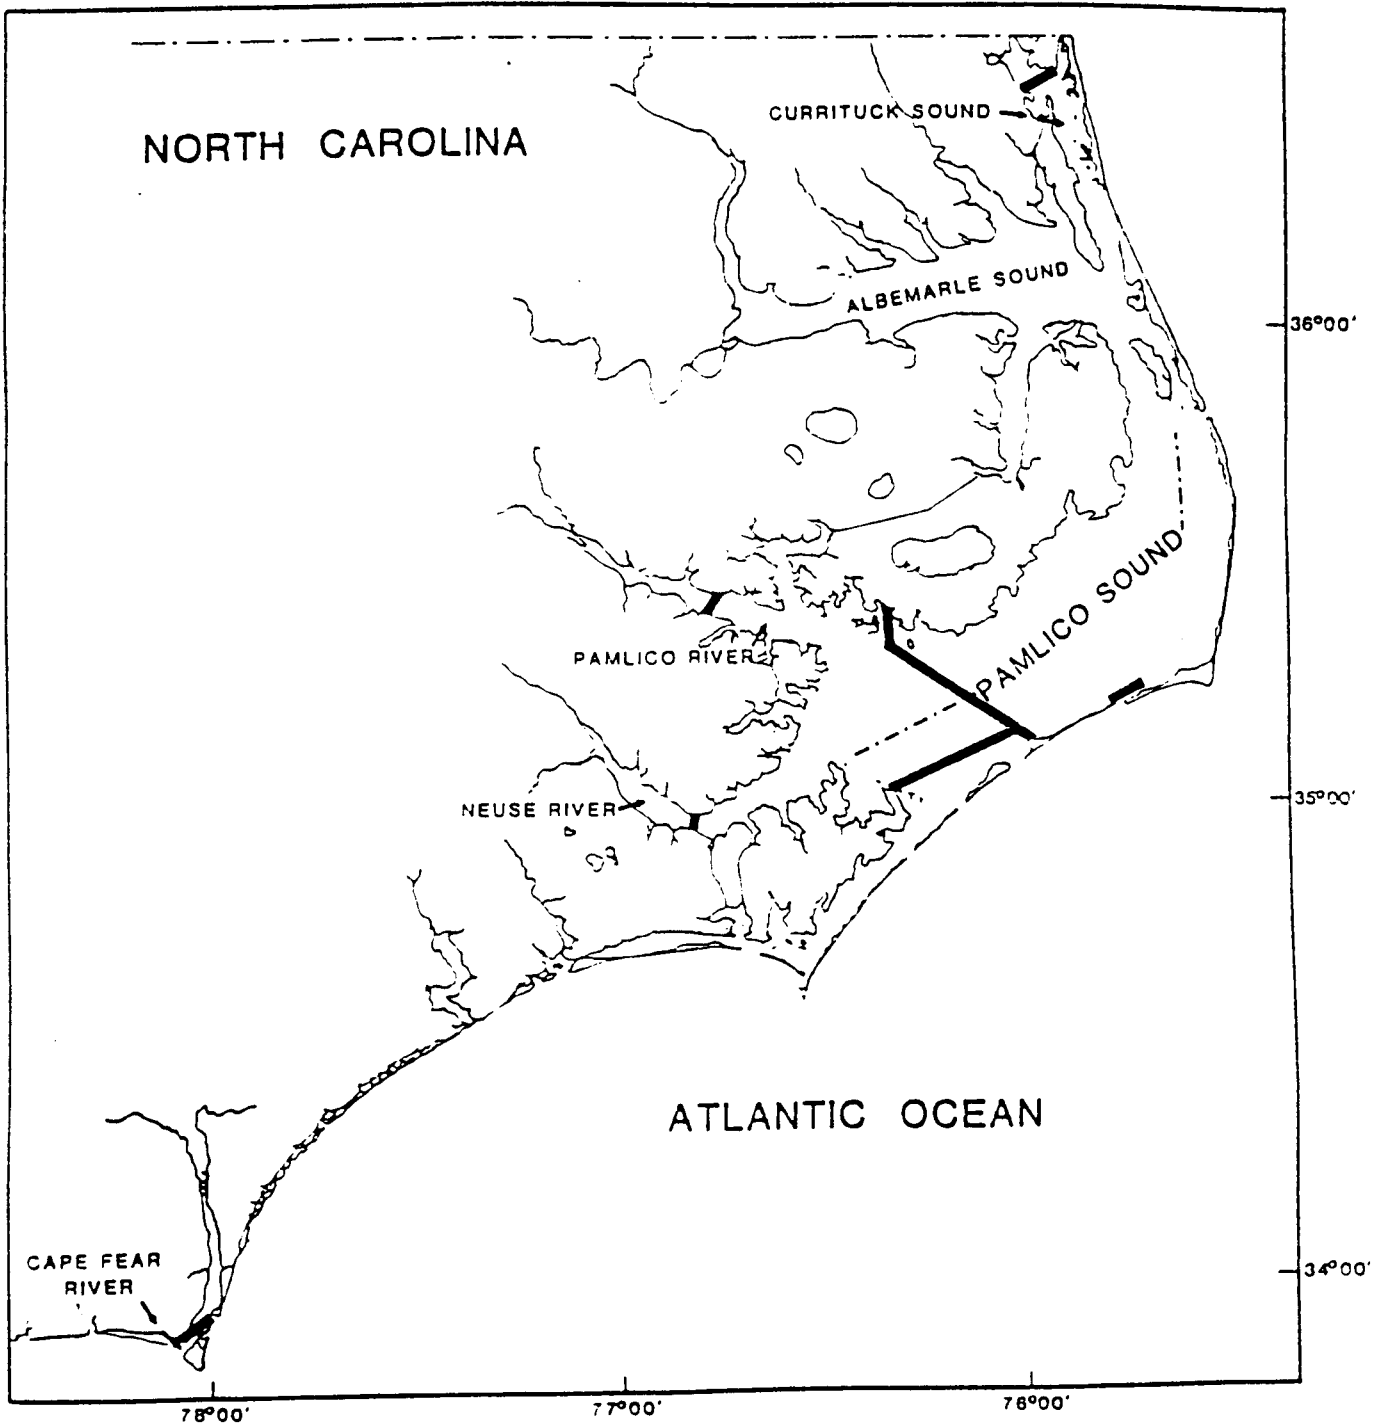 NORTH CAROLINA
CURRITUCK SOUND
ALBEMARLE SOUND
36°00'
PAMLICO SOUND
PAMLICO RIVER
NEUSE RIVER
35°00'
ATLANTIC OCEAN
CAPE FEAR
RIVER
34°00'
78°00'
77°00'
76°00'